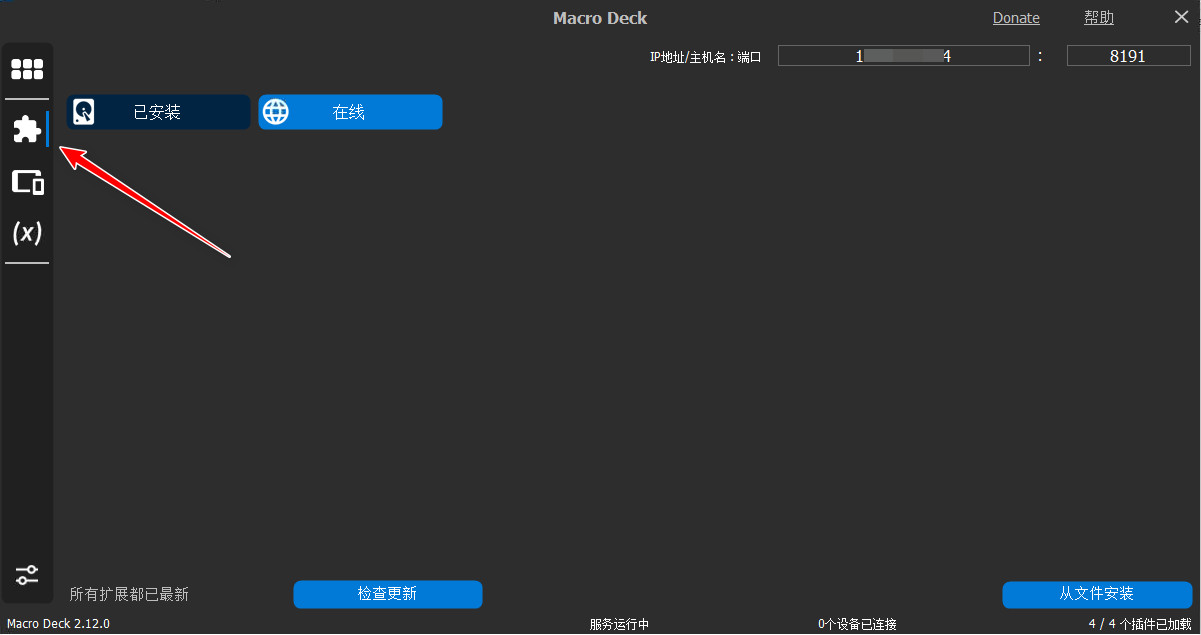 Macro Deck
Donate 帮助
IP地址/主机名 : 端口 1 4 : 8191
已安装 在线
(x)
所有扩展都已最新 检查更新 从文件安装
Macro Deck 2.12.0 服务运行中 0个设备已连接 4 / 4 个插件已加载